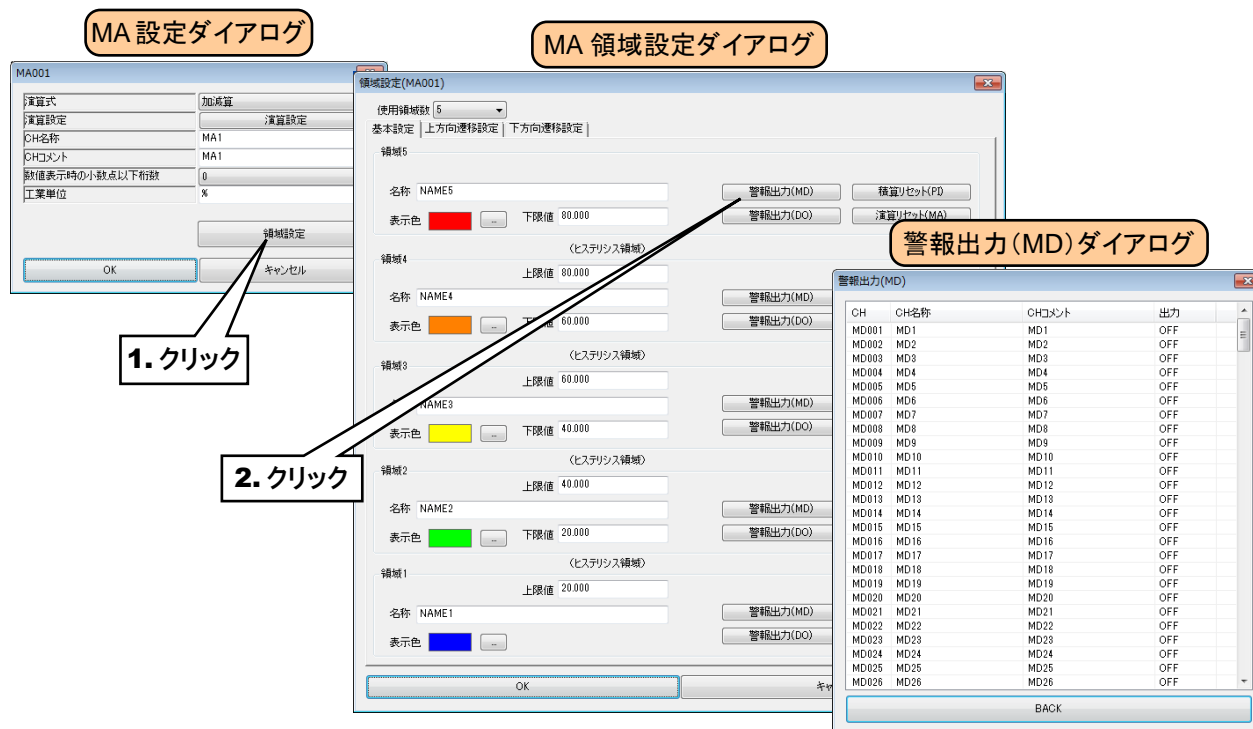 MA 設定ダイアログ
MA001
演算式 加減算
演算設定 演算設定
CH名称 MA1
CHコメント MA1
数値表示時の小数点以下桁数 0
工業単位 %
領域設定
OK キャンセル
1. クリック
MA 領域設定ダイアログ
領域設定(MA001)
使用領域数 5
基本設定 上方向遷移設定 下方向遷移設定
領域5
名称 NAME5 警報出力(MD) 積算リセット(PI)
表示色 ... 下限値 80.000 警報出力(DO) 演算リセット(MA)
(ヒステリシス領域)
領域4
上限値 80.000
名称 NAME4 警報出力(MD)
表示色 ... 下限値 60.000 警報出力(DO)
(ヒステリシス領域)
領域3
上限値 60.000
NAME3 警報出力(MD)
表示色 ... 下限値 40.000 警報出力(DO)
(ヒステリシス領域)
領域2
上限値 40.000
名称 NAME2 警報出力(MD)
表示色 ... 下限値 20.000 警報出力(DO)
(ヒステリシス領域)
領域1
上限値 20.000
名称 NAME1 警報出力(MD)
表示色 ... 警報出力(DO)
OK
2. クリック
警報出力(MD)ダイアログ
警報出力(MD)
CH CH名称 CHコメント 出力
MD001 MD1 MD1 OFF
MD002 MD2 MD2 OFF
MD003 MD3 MD3 OFF
MD004 MD4 MD4 OFF
MD005 MD5 MD5 OFF
MD006 MD6 MD6 OFF
MD007 MD7 MD7 OFF
MD008 MD8 MD8 OFF
MD009 MD9 MD9 OFF
MD010 MD10 MD10 OFF
MD011 MD11 MD11 OFF
MD012 MD12 MD12 OFF
MD013 MD13 MD13 OFF
MD014 MD14 MD14 OFF
MD015 MD15 MD15 OFF
MD016 MD16 MD16 OFF
MD017 MD17 MD17 OFF
MD018 MD18 MD18 OFF
MD019 MD19 MD19 OFF
MD020 MD20 MD20 OFF
MD021 MD21 MD21 OFF
MD022 MD22 MD22 OFF
MD023 MD23 MD23 OFF
MD024 MD24 MD24 OFF
MD025 MD25 MD25 OFF
MD026 MD26 MD26 OFF
BACK